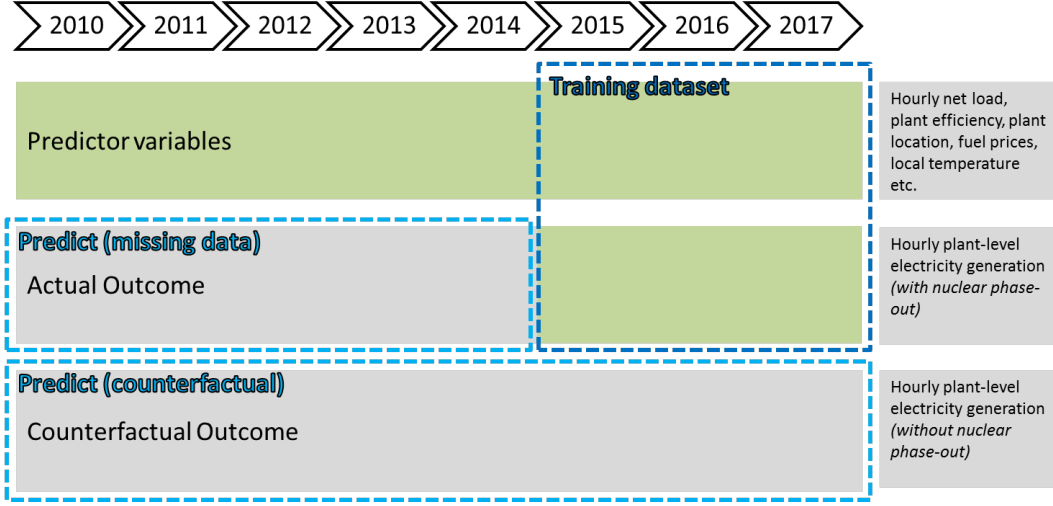 2010 2011 2012 2013 2014 2015 2016 2017
Training dataset
Predictor variables
Hourly net load,
plant efficiency, plant
location, fuel prices,
local temperature
etc.
Predict (missing data)
Actual Outcome
Hourly plant-level
electricity generation
(with nuclear phase-
out)
Predict (counterfactual)
Counterfactual Outcome
Hourly plant-level
electricity generation
(without nuclear
phase-out)